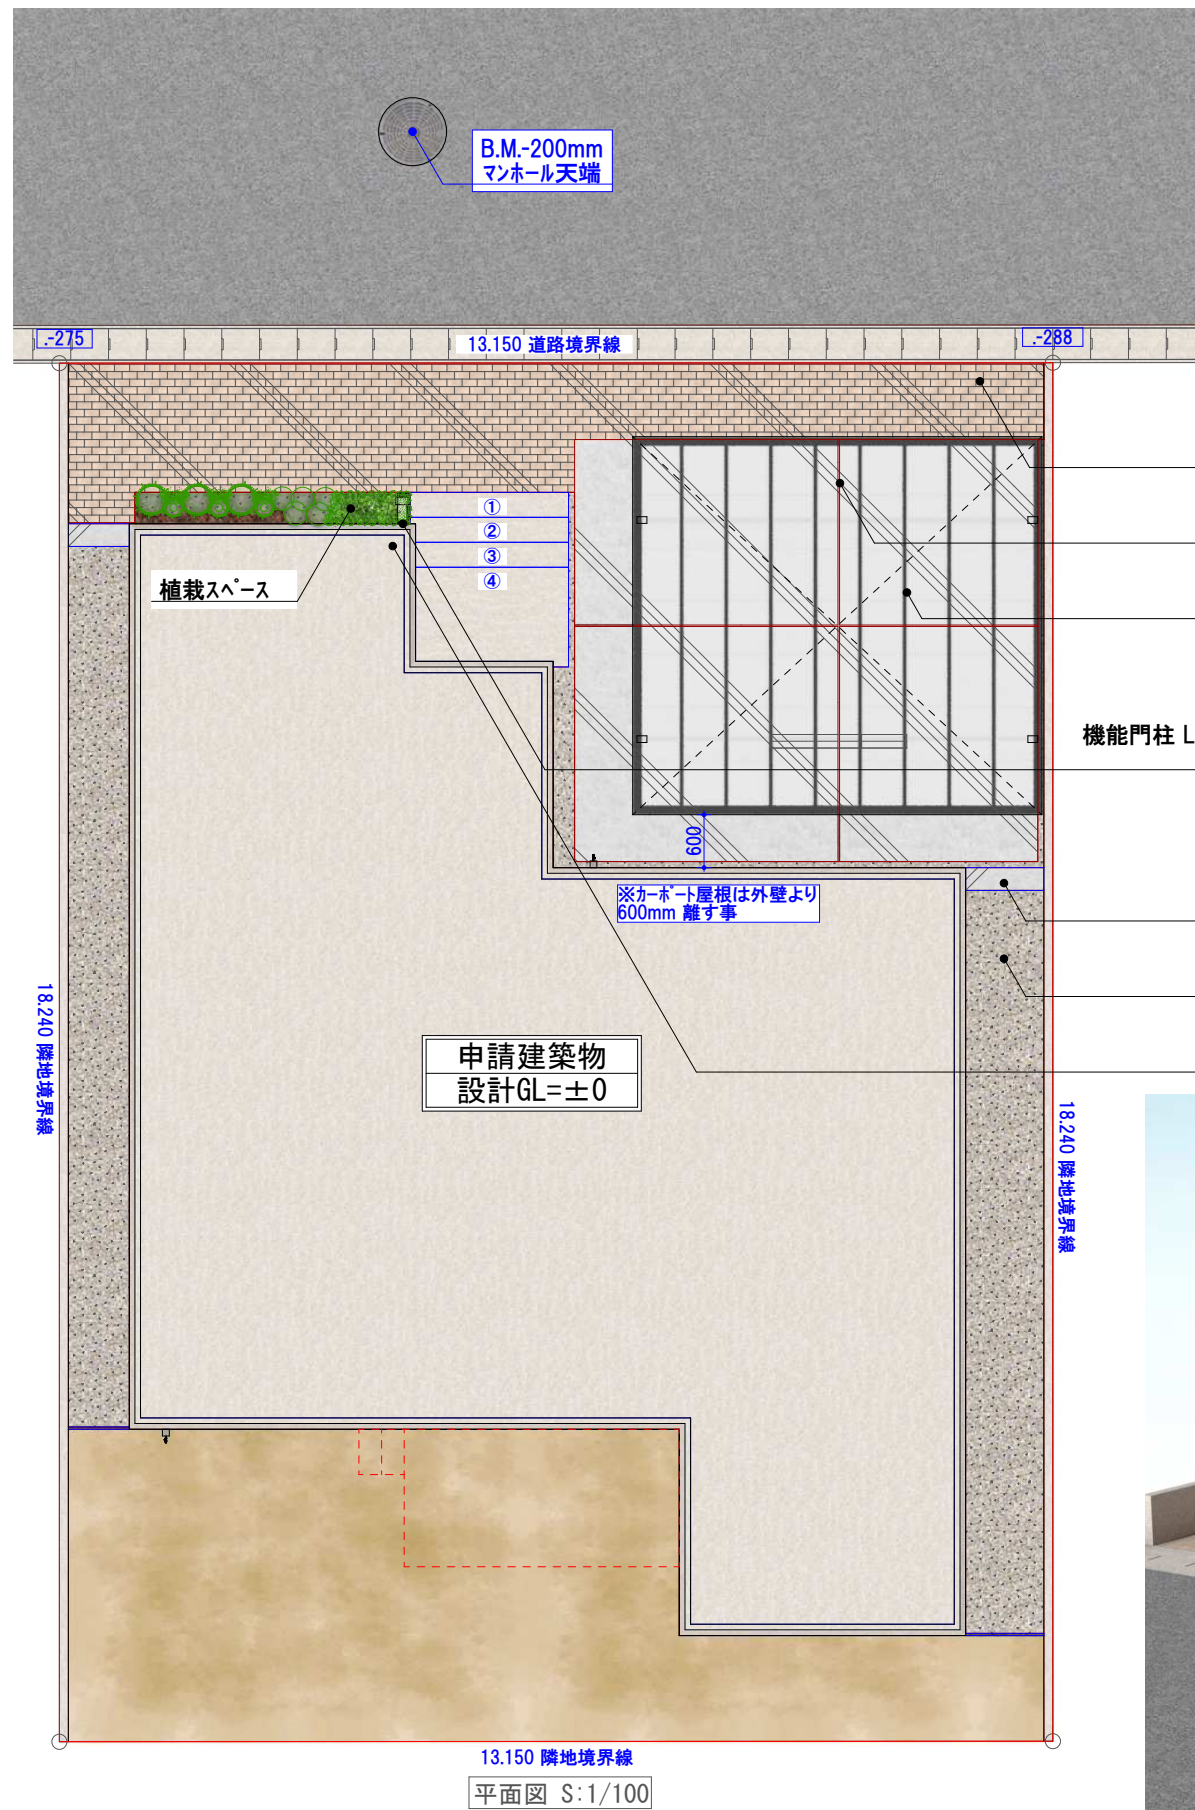 B.M.-200mm
マンホール天端
.-275
13.150 道路境界線
.-288
①
②
③
④
植栽スペース
機能門柱 L
600
※カーポート屋根は外壁より
600mm 離す事
18.240 隣地境界線
申請建築物
設計GL=±0
18.240 隣地境界線
13.150 隣地境界線
平面図 S:1/100